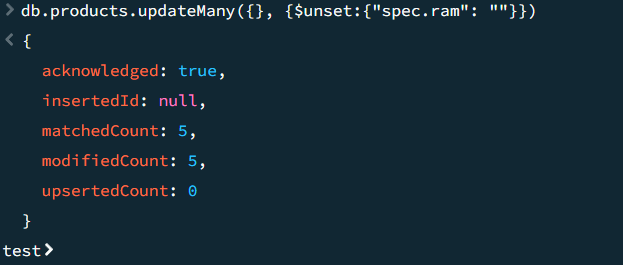 > db.products.updateMany({}, {$unset:{"spec.ram": ""}})
< {
acknowledged: true,
insertedId: null,
matchedCount: 5,
modifiedCount: 5,
upsertedCount: 0
}
test>